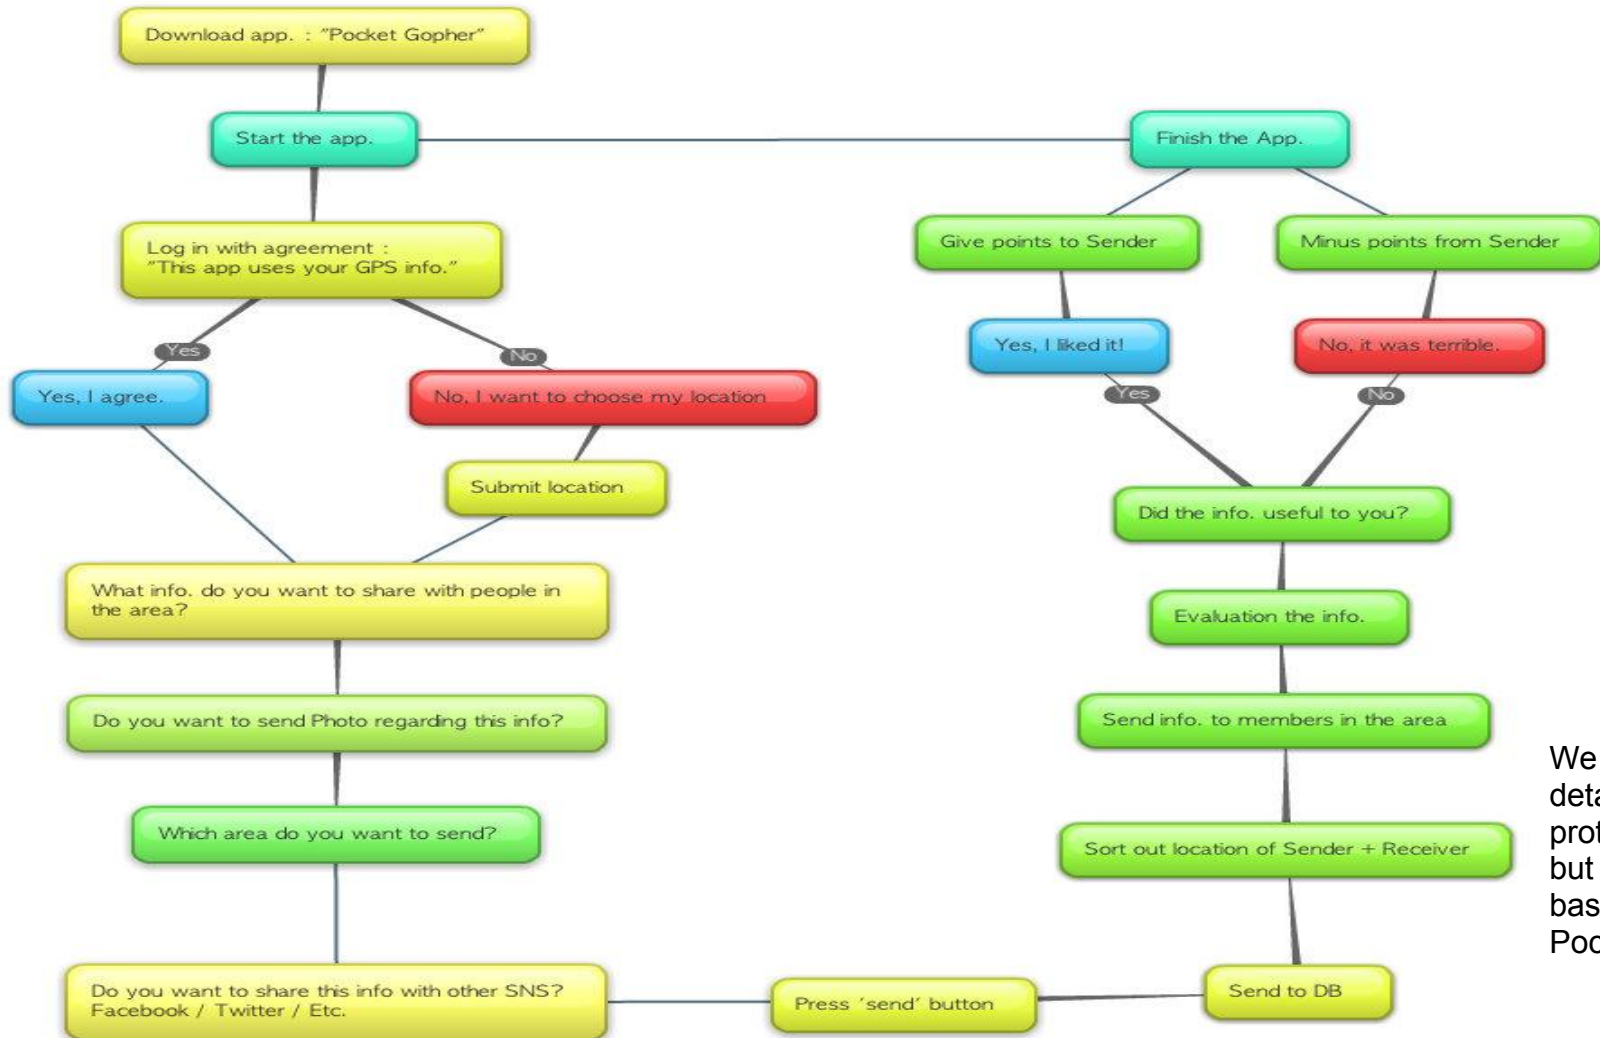 Download app. : "Pocket Gopher"
Start the app.
Finish the App.
Log in with agreement :
"This app uses your GPS info."
Give points to Sender
Minus points from Sender
Yes
No
Yes, I liked it!
No, it was terrible.
Yes, I agree.
No, I want to choose my location
Yes
No
Submit location
Did the info. useful to you?
What info. do you want to share with people in
the area?
Evaluation the info.
Do you want to send Photo regarding this info?
Send info. to members in the area
Which area do you want to send?
Sort out location of Sender + Receiver
We
but
Do you want to share this info with other SNS?
Facebook / Twitter / Etc.
Press 'send' button
Send to DB